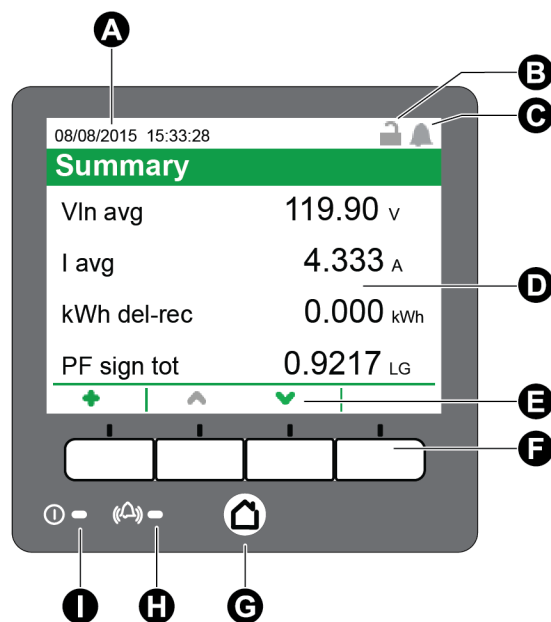 A
B
C
08/08/2015 15:33:28
Summary
Vln avg 119.90 V
I avg 4.333 A
D
kWh del-rec 0.000 kWh
PF sign tot 0.9217 LG
E
F
I
H
G